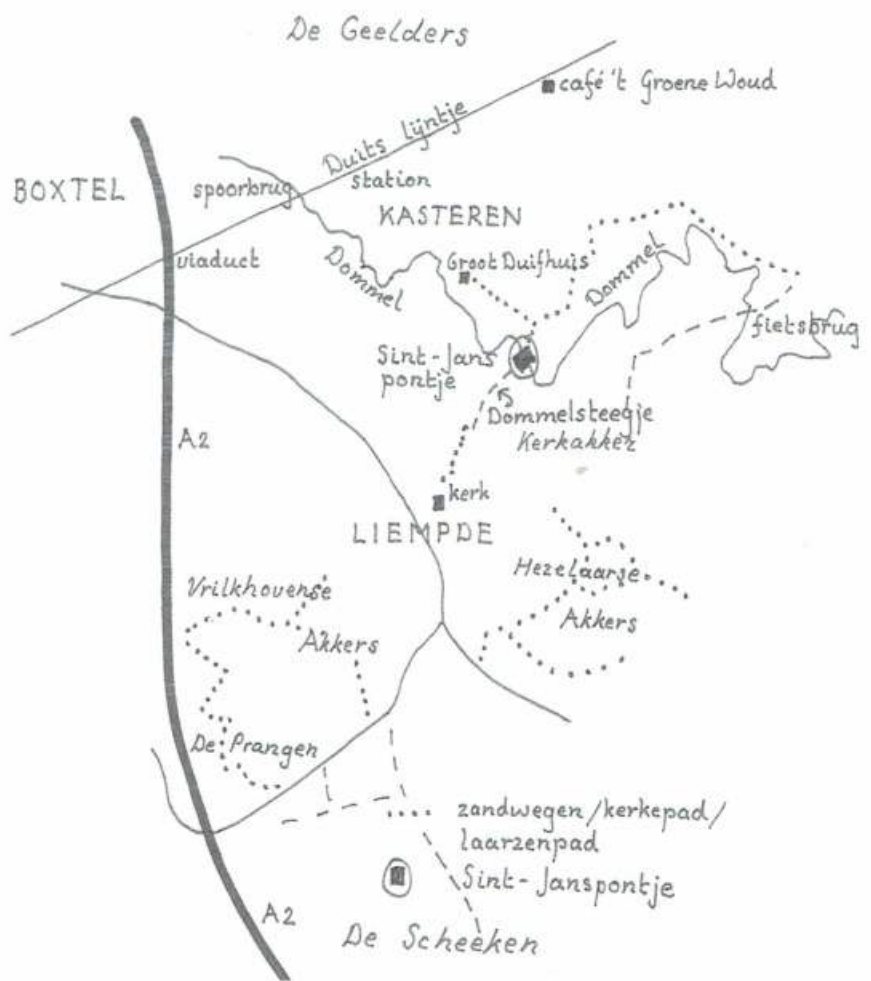 De Geelders
café 't Groene Woud
Duits lijntje
BOXTEL
spoorbrug
station
KASTEREN
viaduct
Dommel
Groot Duifhuis
Dommel
fietsbrug
Sint-Jans
pontje
Dommelsteegje
Kerkakker
A2
kerk
LIEMPDE
Hezelaarse
Akkers
Vrilkhovense
Akkers
De Prangen
zandwegen/kerkepad/
laarzenpad
Sint-Janspontje
A2
De Scheeken